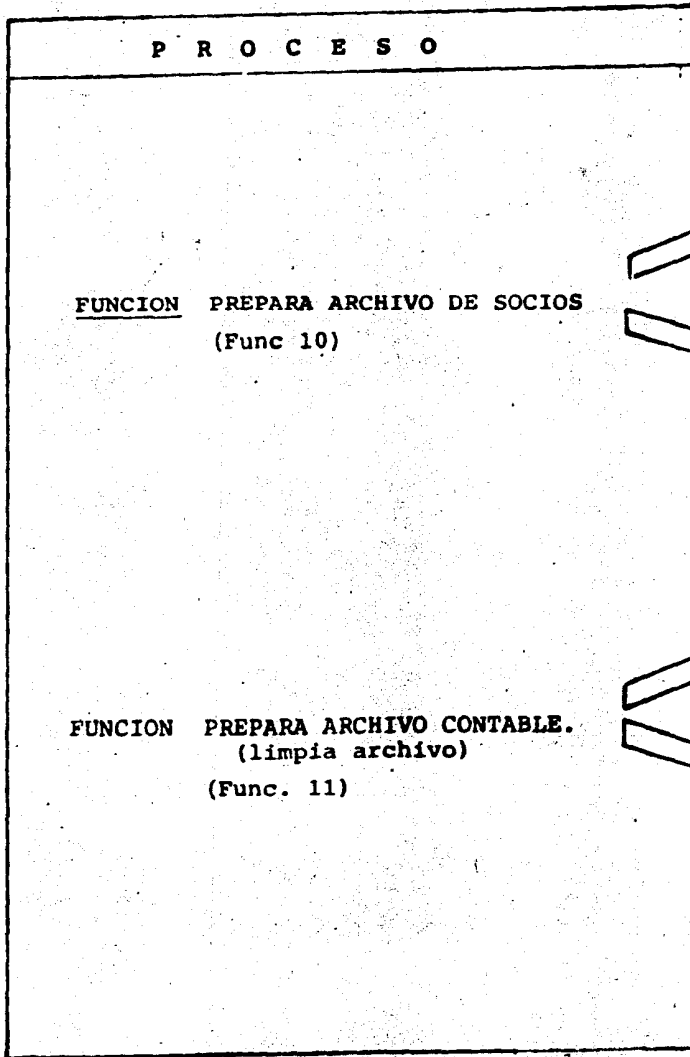 P R O C E S O
FUNCION PREPARA ARCHIVO DE SOCIOS
(Func 10)
FUNCION PREPARA ARCHIVO CONTABLE.
(limpia archivo)
(Func. 11)